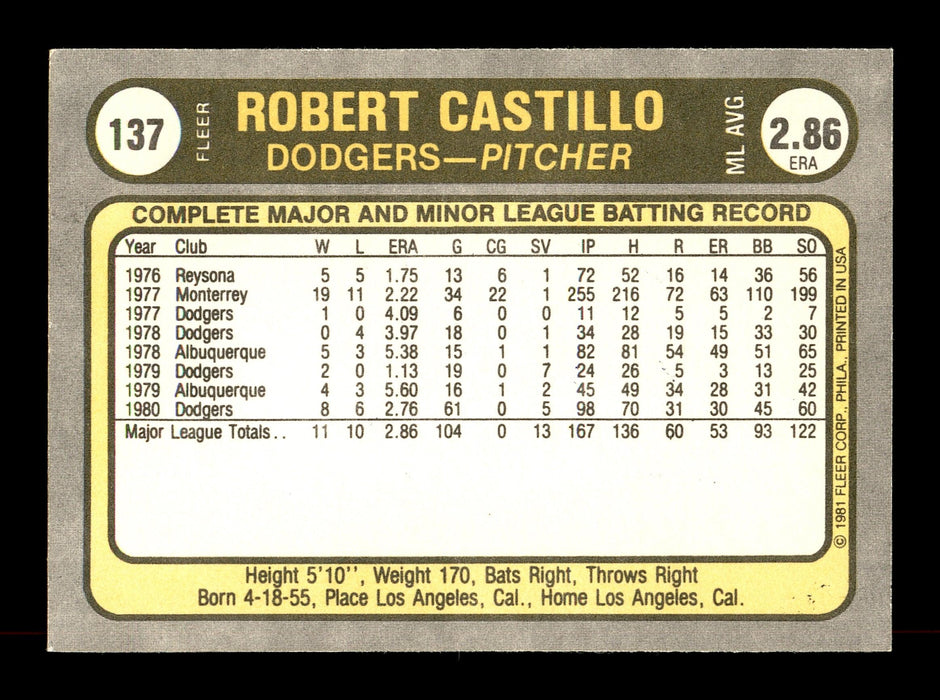 137 FLEER ROBERT CASTILLO ML AVG. 2.86
DODGERS—PITCHER ERA
COMPLETE MAJOR AND MINOR LEAGUE BATTING RECORD
Year Club W L ERA G CG SV IP H R ER BB SO
1976 Reysona 5 5 1.75 13 6 1 72 52 16 14 36 56
1977 Monterrey 19 11 2.22 34 22 1 255 216 72 63 110 199
1977 Dodgers 1 0 4.09 6 0 0 11 12 5 5 2 7
1978 Dodgers 0 4 3.97 18 0 1 34 28 19 15 33 30
1978 Albuquerque 5 3 5.38 15 1 1 82 81 54 49 51 65
1979 Dodgers 2 0 1.13 19 0 7 24 26 5 3 13 25
1979 Albuquerque 4 3 5.60 16 1 2 45 49 34 28 31 42
1980 Dodgers 8 6 2.76 61 0 5 98 70 31 30 45 60
Major League Totals.. 11 10 2.86 104 0 13 167 136 60 53 93 122
© 1981 FLEER CORP., PHILA., PRINTED IN USA
Height 5'10'', Weight 170, Bats Right, Throws Right
Born 4-18-55, Place Los Angeles, Cal., Home Los Angeles, Cal.